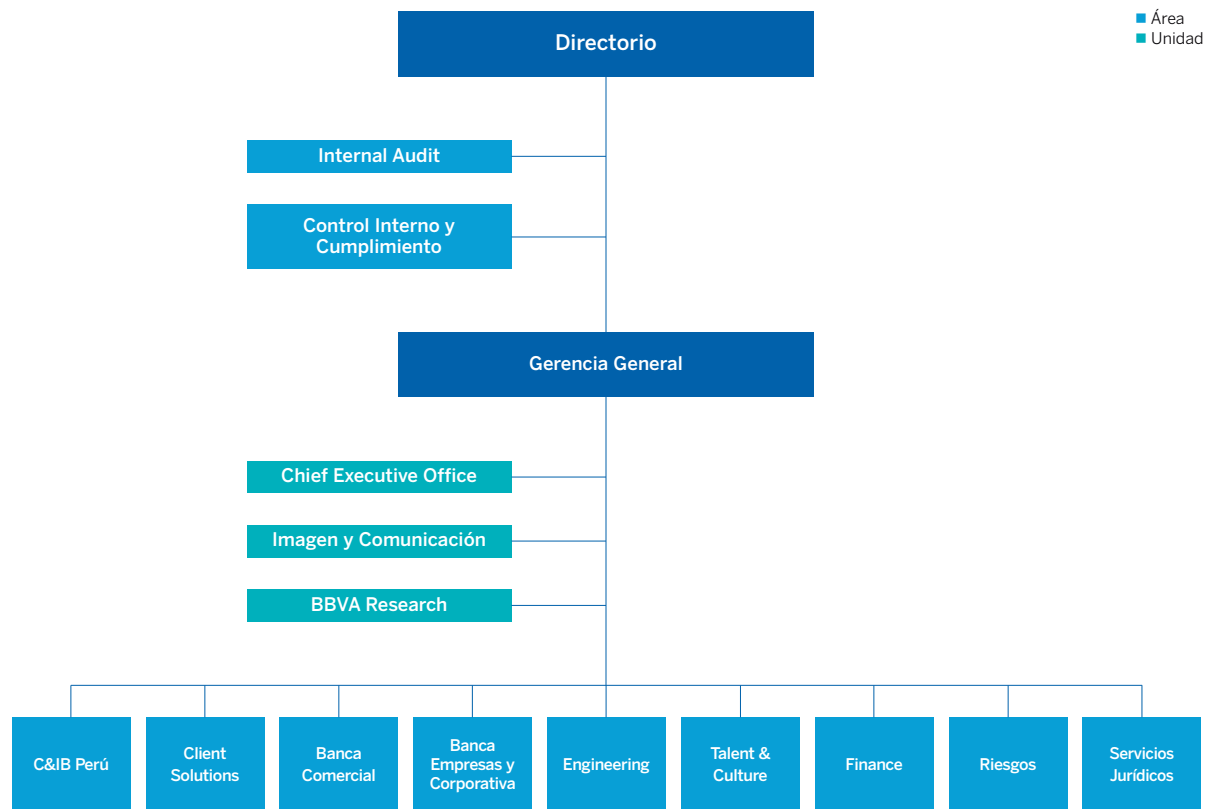 Directorio
Área
Unidad
Internal Audit
Control Interno y
Cumplimiento
Gerencia General
Chief Executive Office
Imagen y Comunicación
BBVA Research
C&IB Perú
Client
Solutions
Banca
Comercial
Banca
Empresas y
Corporativa
Engineering
Talent &
Culture
Finance
Riesgos
Servicios
Jurídicos